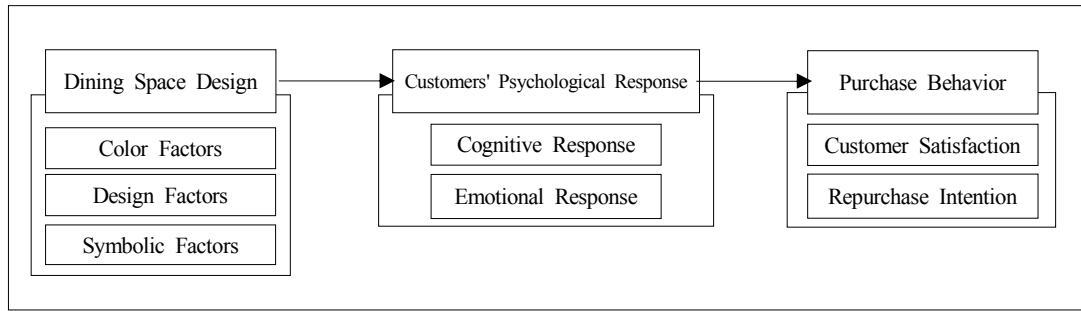 Dining Space Design
Color Factors
Design Factors
Symbolic Factors
Customers' Psychological Response
Cognitive Response
Emotional Response
Purchase Behavior
Customer Satisfaction
Repurchase Intention